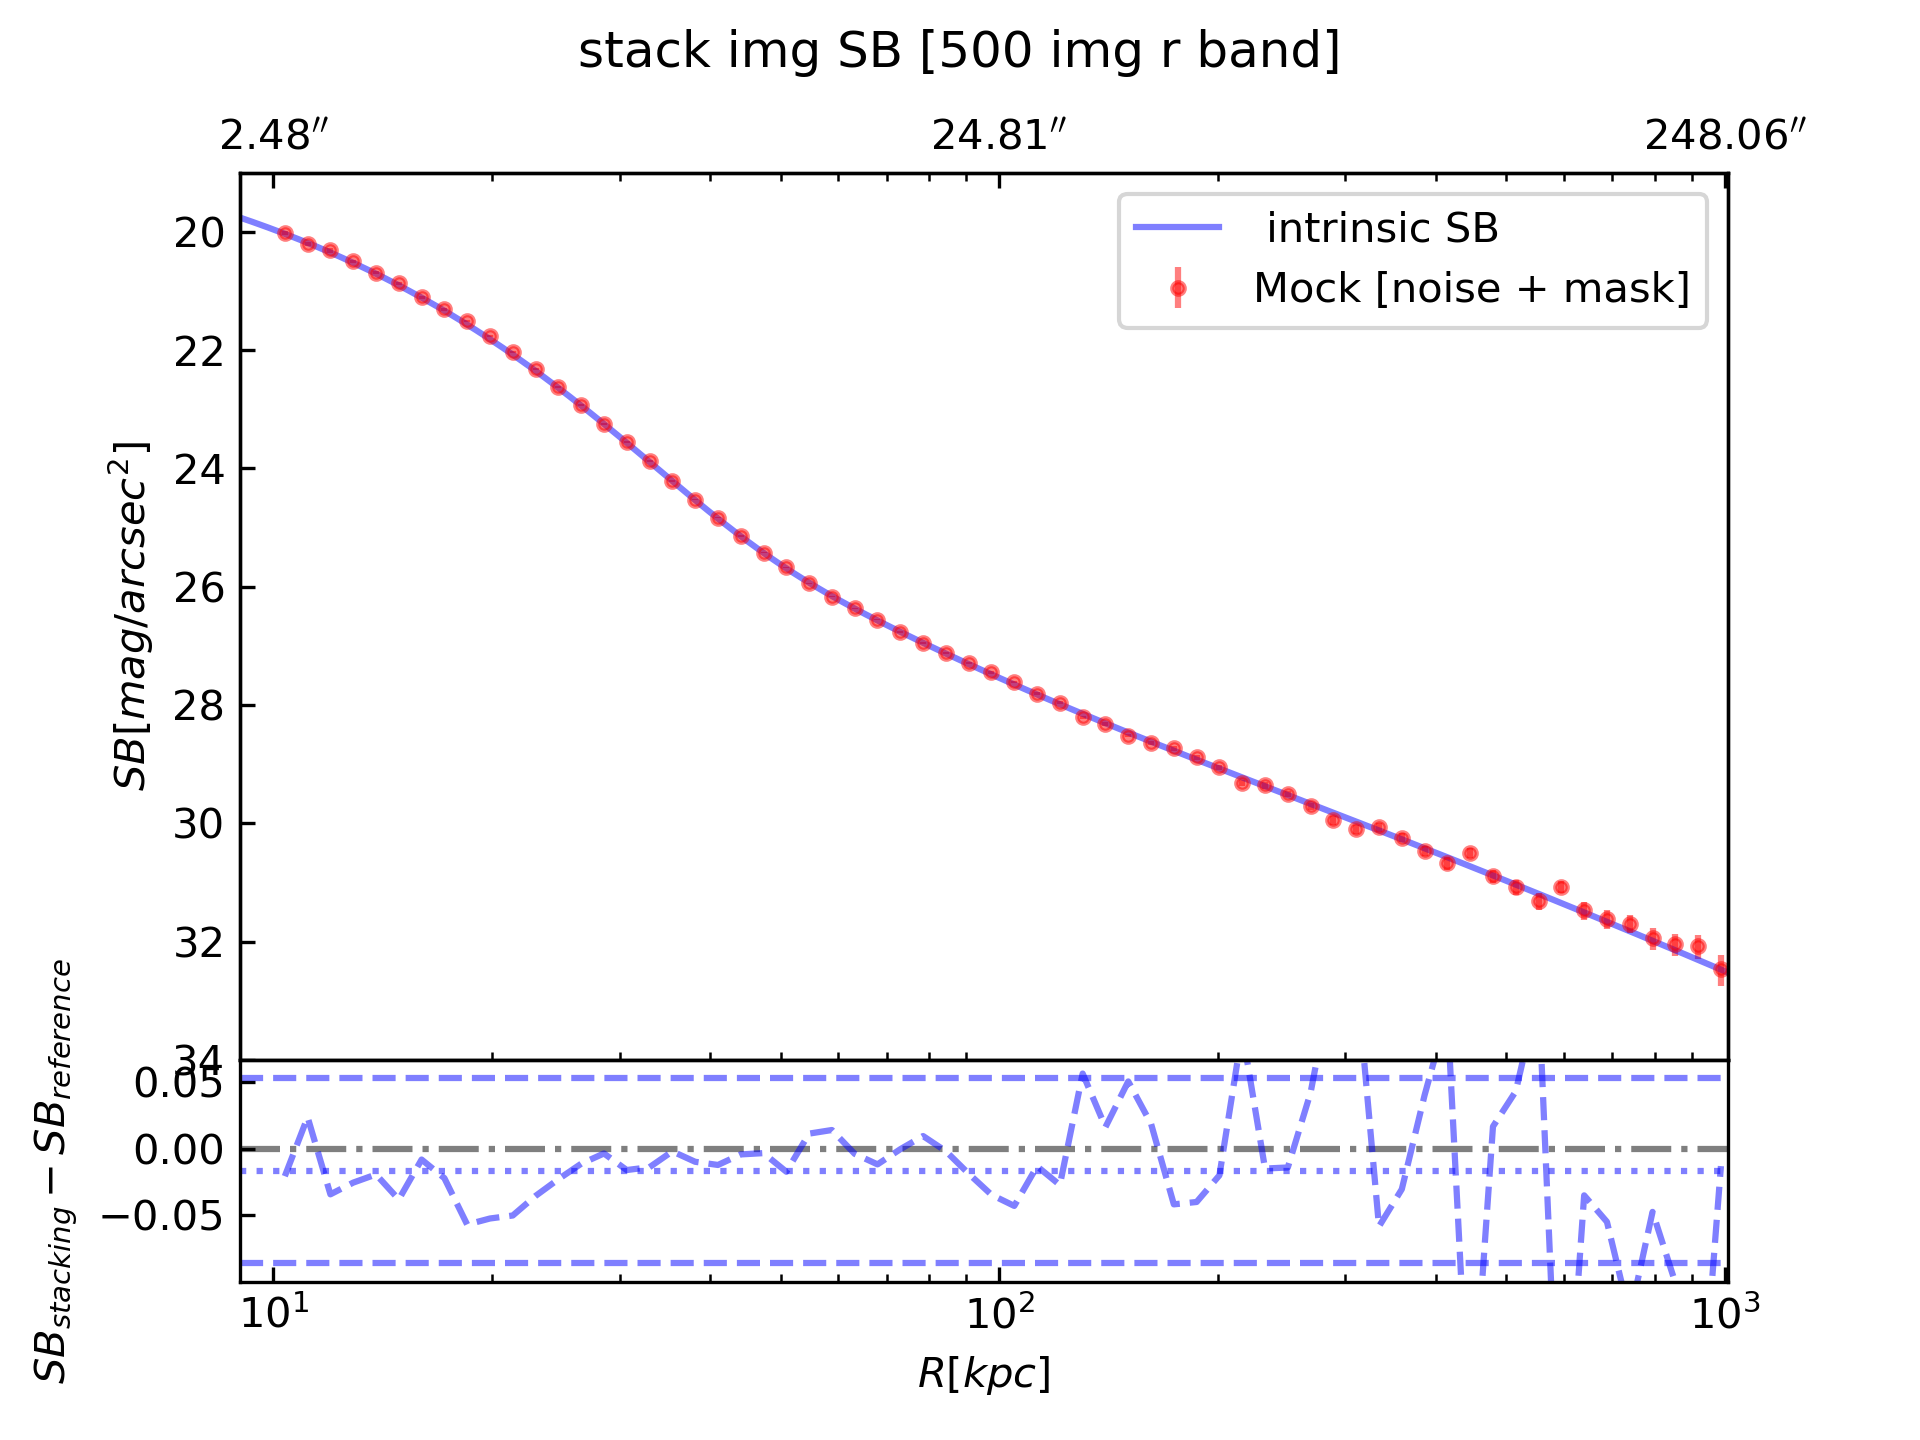 stack img SB [500 img r band]
2.48′′ 24.81′′ 248.06′′
intrinsic SB
Mock [noise + mask]
SB[mag/arcsec²]
20
22
24
26
28
30
32
34
SB_stacking − SB_reference
0.05
0.00
−0.05
10¹ 10² 10³
R[kpc]